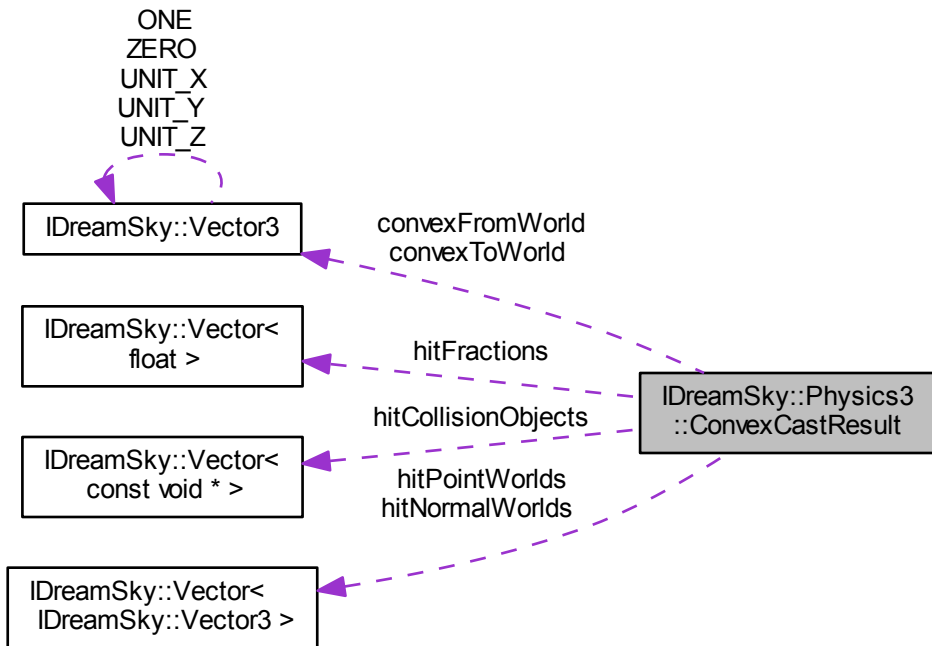 ONE
ZERO
UNIT_X
UNIT_Y
UNIT_Z
IDreamSky::Vector3
convexFromWorld
convexToWorld
IDreamSky::Vector<
float >
hitFractions
IDreamSky::Physics3
::ConvexCastResult
hitCollisionObjects
IDreamSky::Vector<
const void * >
hitPointWorlds
hitNormalWorlds
IDreamSky::Vector<
IDreamSky::Vector3 >